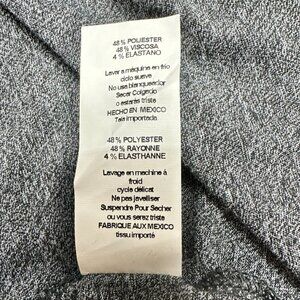 48% POLIESTER
48% VISCOSA
4% ELASTANO
Lavar a máquina en frio
ciclo suave
No usa blanqueador
Secar Colgado
o estarás triste
HECHO EN MEXICO
Tela importada
48% POLYESTER
48% RAYONNE
4% ELASTHANNE
Lavage en machine à
froid
cycle délicat
Ne pas javelliser
Suspendre Pour Secher
ou vous serez triste
FABRIQUE AUX MEXICO
tissu importé